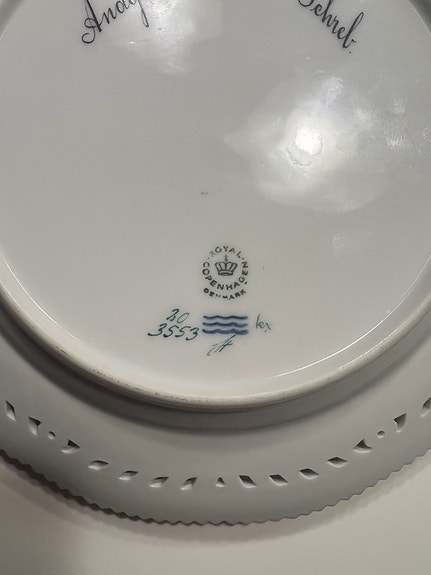 Schreb.
ROYAL
COPENHAGEN
DENMARK
20
3553
kx